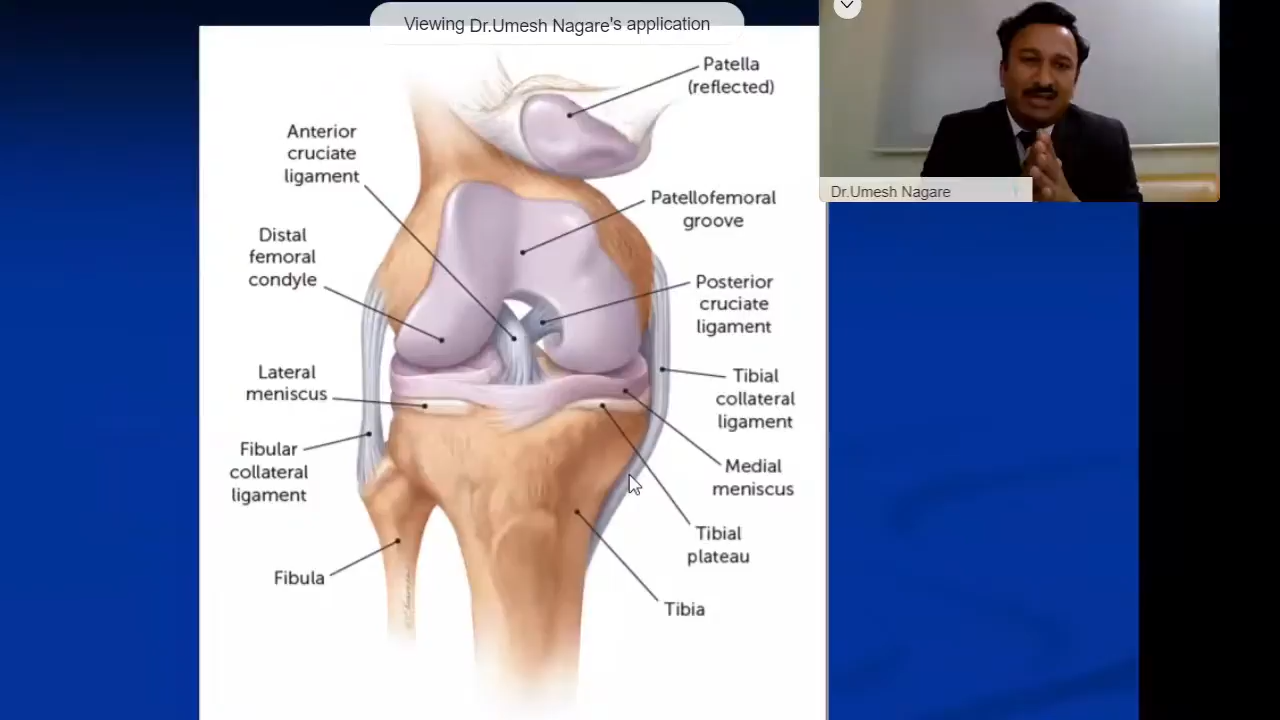 Viewing Dr.Umesh Nagare's application
Patella
(reflected)
Anterior
cruciate
ligament
Patellofemoral
groove
Distal
femoral
condyle
Posterior
cruciate
ligament
Lateral
meniscus
Tibial
collateral
ligament
Fibular
collateral
ligament
Medial
meniscus
Tibial
plateau
Fibula
Tibia
Dr.Umesh Nagare